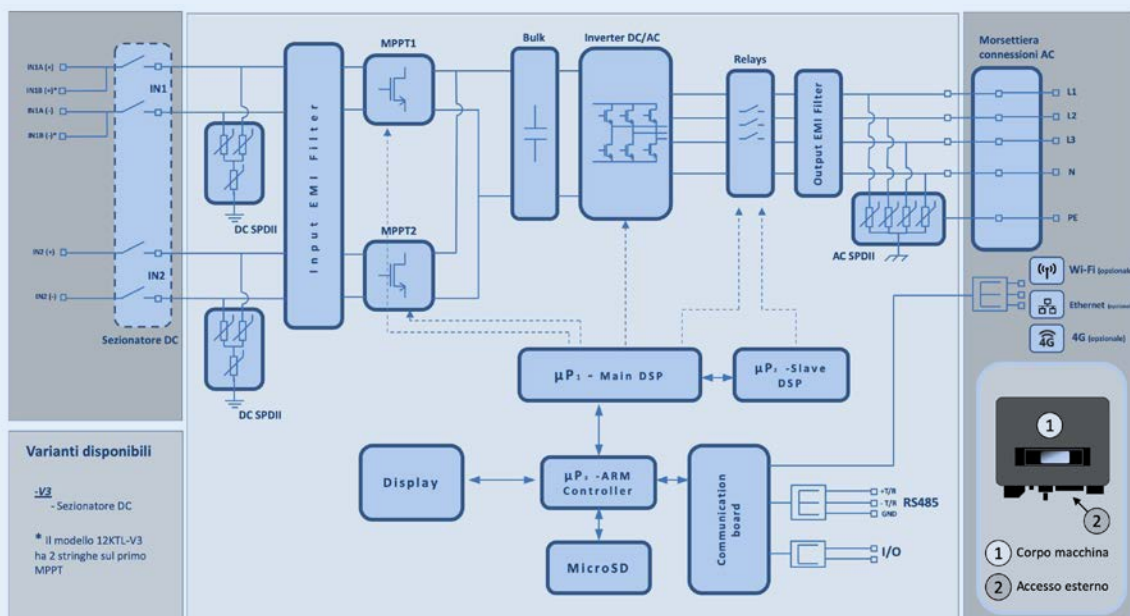 IN1A (+)
IN1B (+)*
IN1A (-)
IN1B (-)*
IN1
IN2 (+)
IN2 (-)
IN2
Sezionatore DC
DC SPDII
DC SPDII
Input EMI Filter
MPPT1
MPPT2
Bulk
Inverter DC/AC
Relays
Output EMI Filter
AC SPDII
Morsettiera
connessioni AC
L1
L2
L3
N
PE
Wi-Fi (opzionale
Ethernet
4G
4G (opzionale)
µP₁ - Main DSP
µP₂ -Slave
DSP
Display
µP₃ -ARM
Controller
MicroSD
Communication
board
+T/R
- T/R
GND
RS485
I/O
Varianti disponibili
-V3
- Sezionatore DC
* Il modello 12KTL-V3
ha 2 stringhe sul primo
MPPT
1
2
1 Corpo macchina
2 Accesso esterno